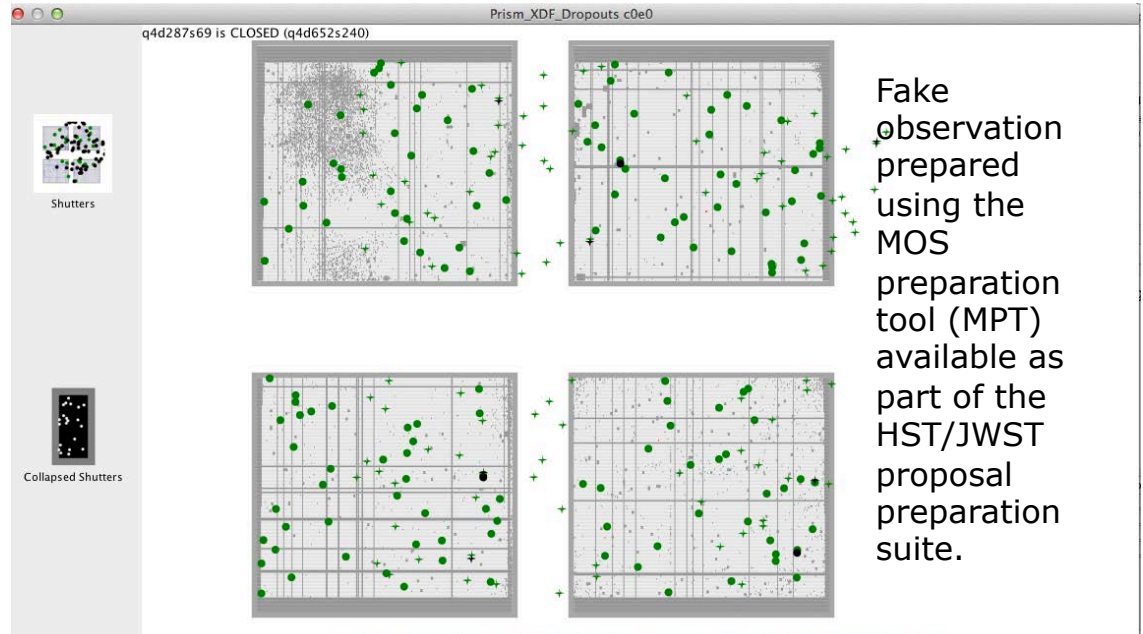 Prism_XDF_Dropouts c0e0
q4d287s69 is CLOSED (q4d652s240)
Shutters
Collapsed Shutters
Fake
observation
prepared
using the
MOS
preparation
tool (MPT)
available as
part of the
HST/JWST
proposal
preparation
suite.